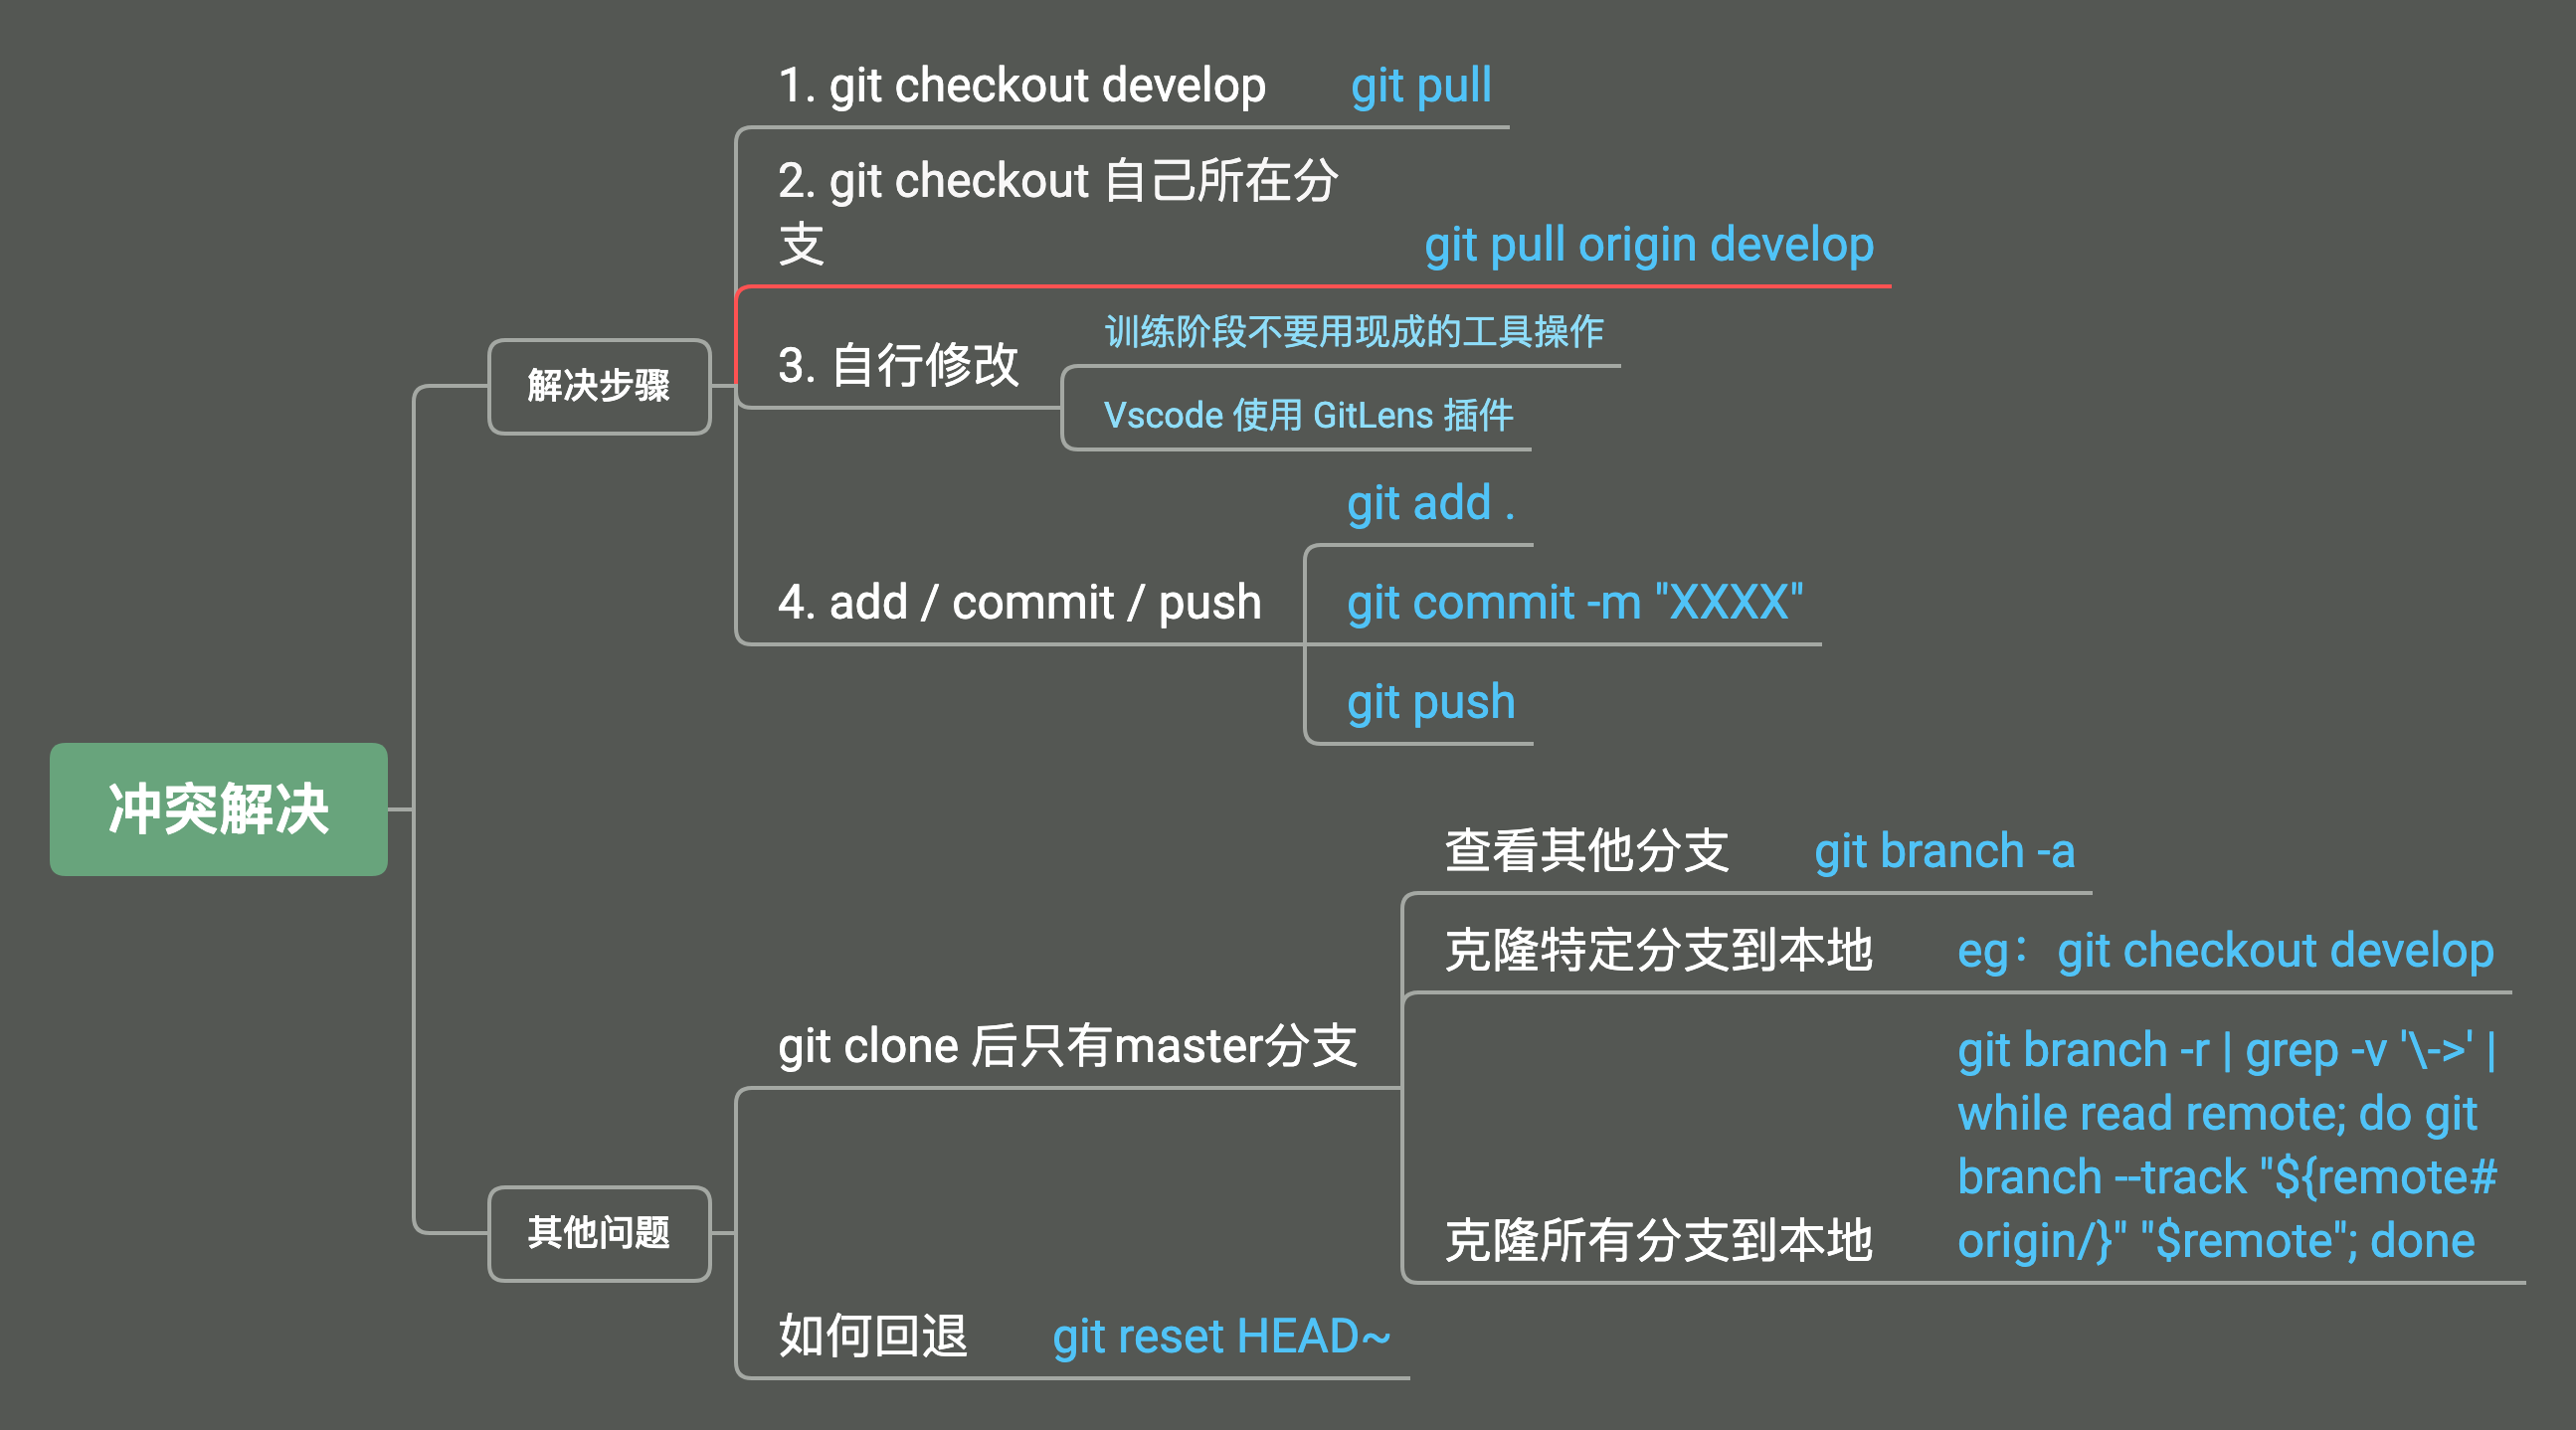 冲突解决
解决步骤
1. git checkout develop
git pull
2. git checkout 自己所在分
支
git pull origin develop
3. 自行修改
训练阶段不要用现成的工具操作
Vscode 使用 GitLens 插件
4. add / commit / push
git add .
git commit -m "XXXX"
git push
其他问题
git clone 后只有master分支
查看其他分支
git branch -a
克隆特定分支到本地
eg：git checkout develop
克隆所有分支到本地
git branch -r | grep -v '\->' |
while read remote; do git
branch --track "${remote#
origin/}" "$remote"; done
如何回退
git reset HEAD~